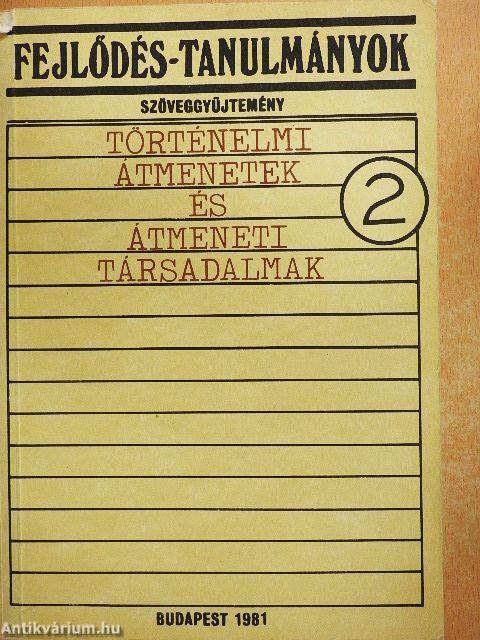 FEJLŐDÉS-TANULMÁNYOK
SZÖVEGGYŰJTEMÉNY
TÖRTÉNELMI
ÁTMENETEK
ÉS
ÁTMENETI
TÁRSADALMAK
2
BUDAPEST 1981
Antikvárium.hu